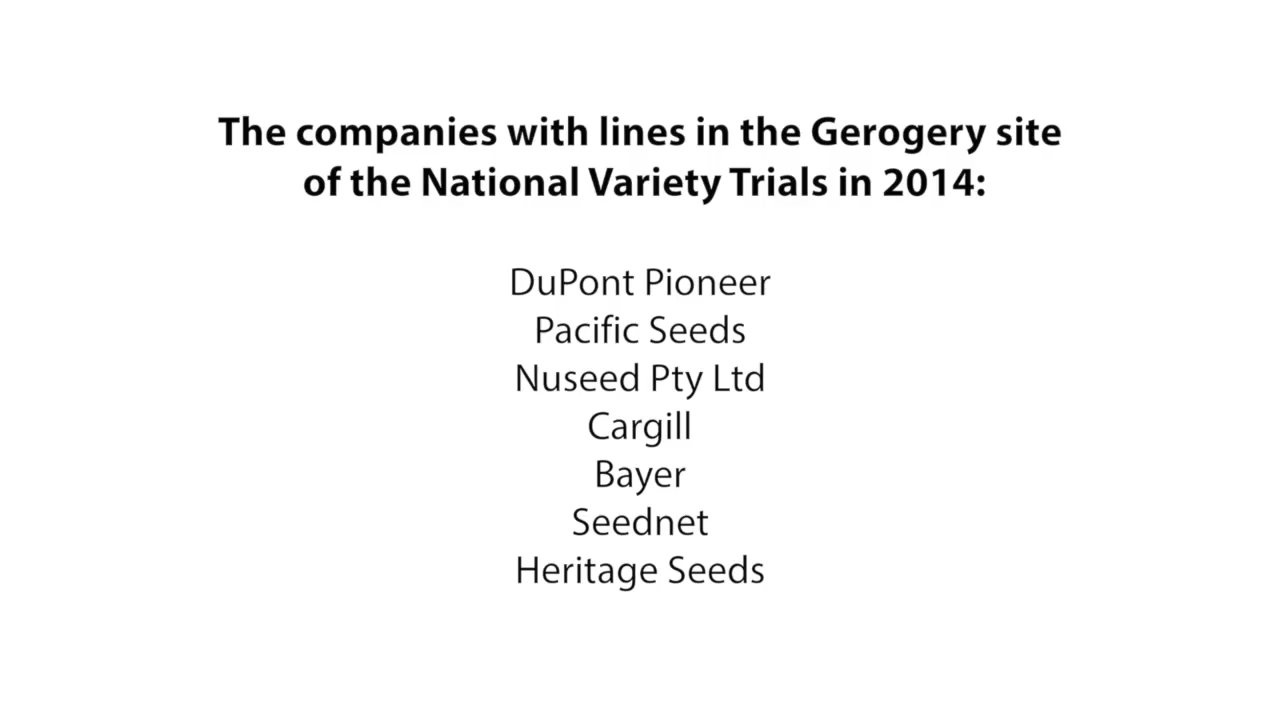 The companies with lines in the Gerogery site
of the National Variety Trials in 2014:
DuPont Pioneer
Pacific Seeds
Nuseed Pty Ltd
Cargill
Bayer
Seednet
Heritage Seeds